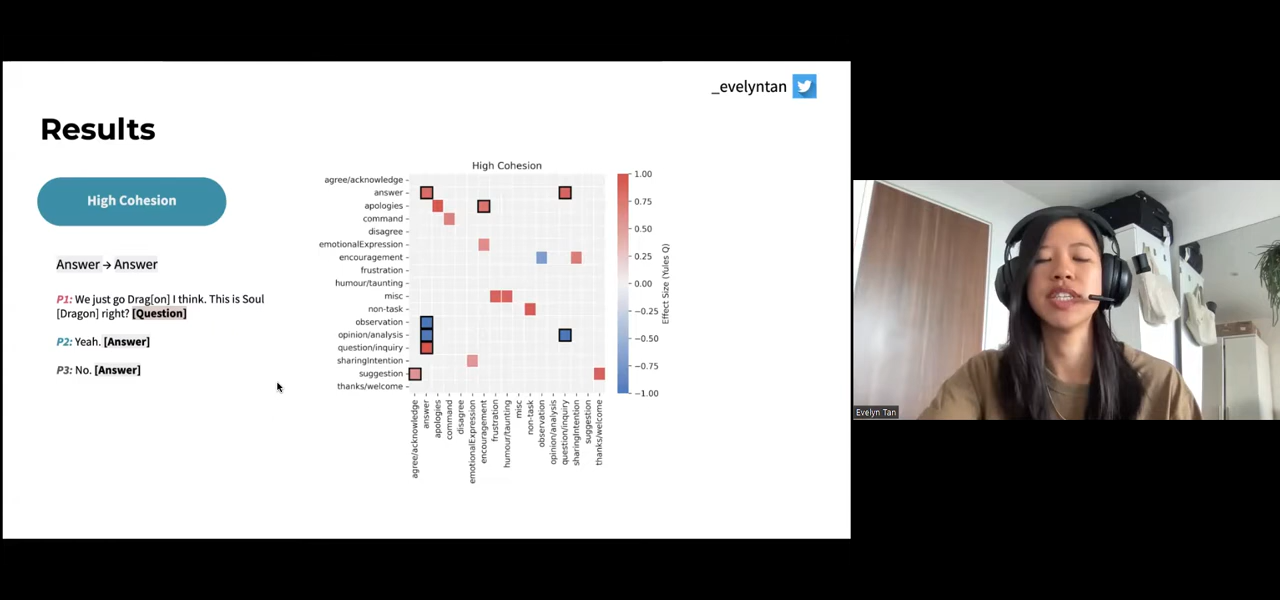 _evelyntan
Results
High Cohesion
Answer → Answer
P1: We just go Drag[on] I think. This is Soul
[Dragon] right? [Question]
P2: Yeah. [Answer]
P3: No. [Answer]
High Cohesion
agree/acknowledge
answer
apologies
command
disagree
emotionalExpression
encouragement
frustration
humour/taunting
misc
non-task
observation
opinion/analysis
question/inquiry
sharingIntention
suggestion
thanks/welcome
agree/acknowledge
answer
apologies
command
disagree
emotionalExpression
encouragement
frustration
humour/taunting
misc
non-task
observation
opinion/analysis
question/inquiry
sharingIntention
suggestion
thanks/welcome
1.00
0.75
0.50
0.25
0.00
−0.25
−0.50
−0.75
−1.00
Effect Size (Yules Q)
Evelyn Tan